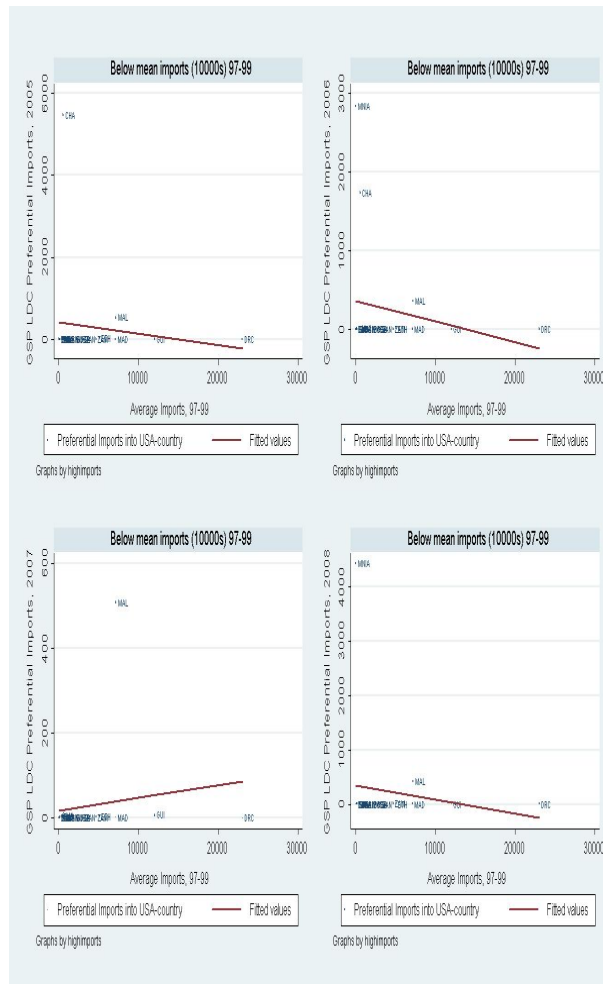 Below mean imports (10000s) 97-99
GSP LDC Preferential Imports, 2005
6000
4000
2000
0
CHA
MAL
MAD
GUI
DRC
0 10000 20000 30000
Average Imports, 97-99
Preferential Imports into USA-country Fitted values
Graphs by highimports
Below mean imports (10000s) 97-99
GSP LDC Preferential Imports, 2006
3000
2000
1000
0
MNIA
CHA
MAL
MAD
GUI
DRC
0 10000 20000 30000
Average Imports, 97-99
Preferential Imports into USA-country Fitted values
Graphs by highimports
Below mean imports (10000s) 97-99
GSP LDC Preferential Imports, 2007
600
400
200
0
MAL
MAD
GUI
DRC
0 10000 20000 30000
Average Imports, 97-99
Preferential Imports into USA-country Fitted values
Graphs by highimports
Below mean imports (10000s) 97-99
GSP LDC Preferential Imports, 2008
4000
3000
2000
1000
0
MNIA
MAL
MAD
GUI
DRC
0 10000 20000 30000
Average Imports, 97-99
Preferential Imports into USA-country Fitted values
Graphs by highimports